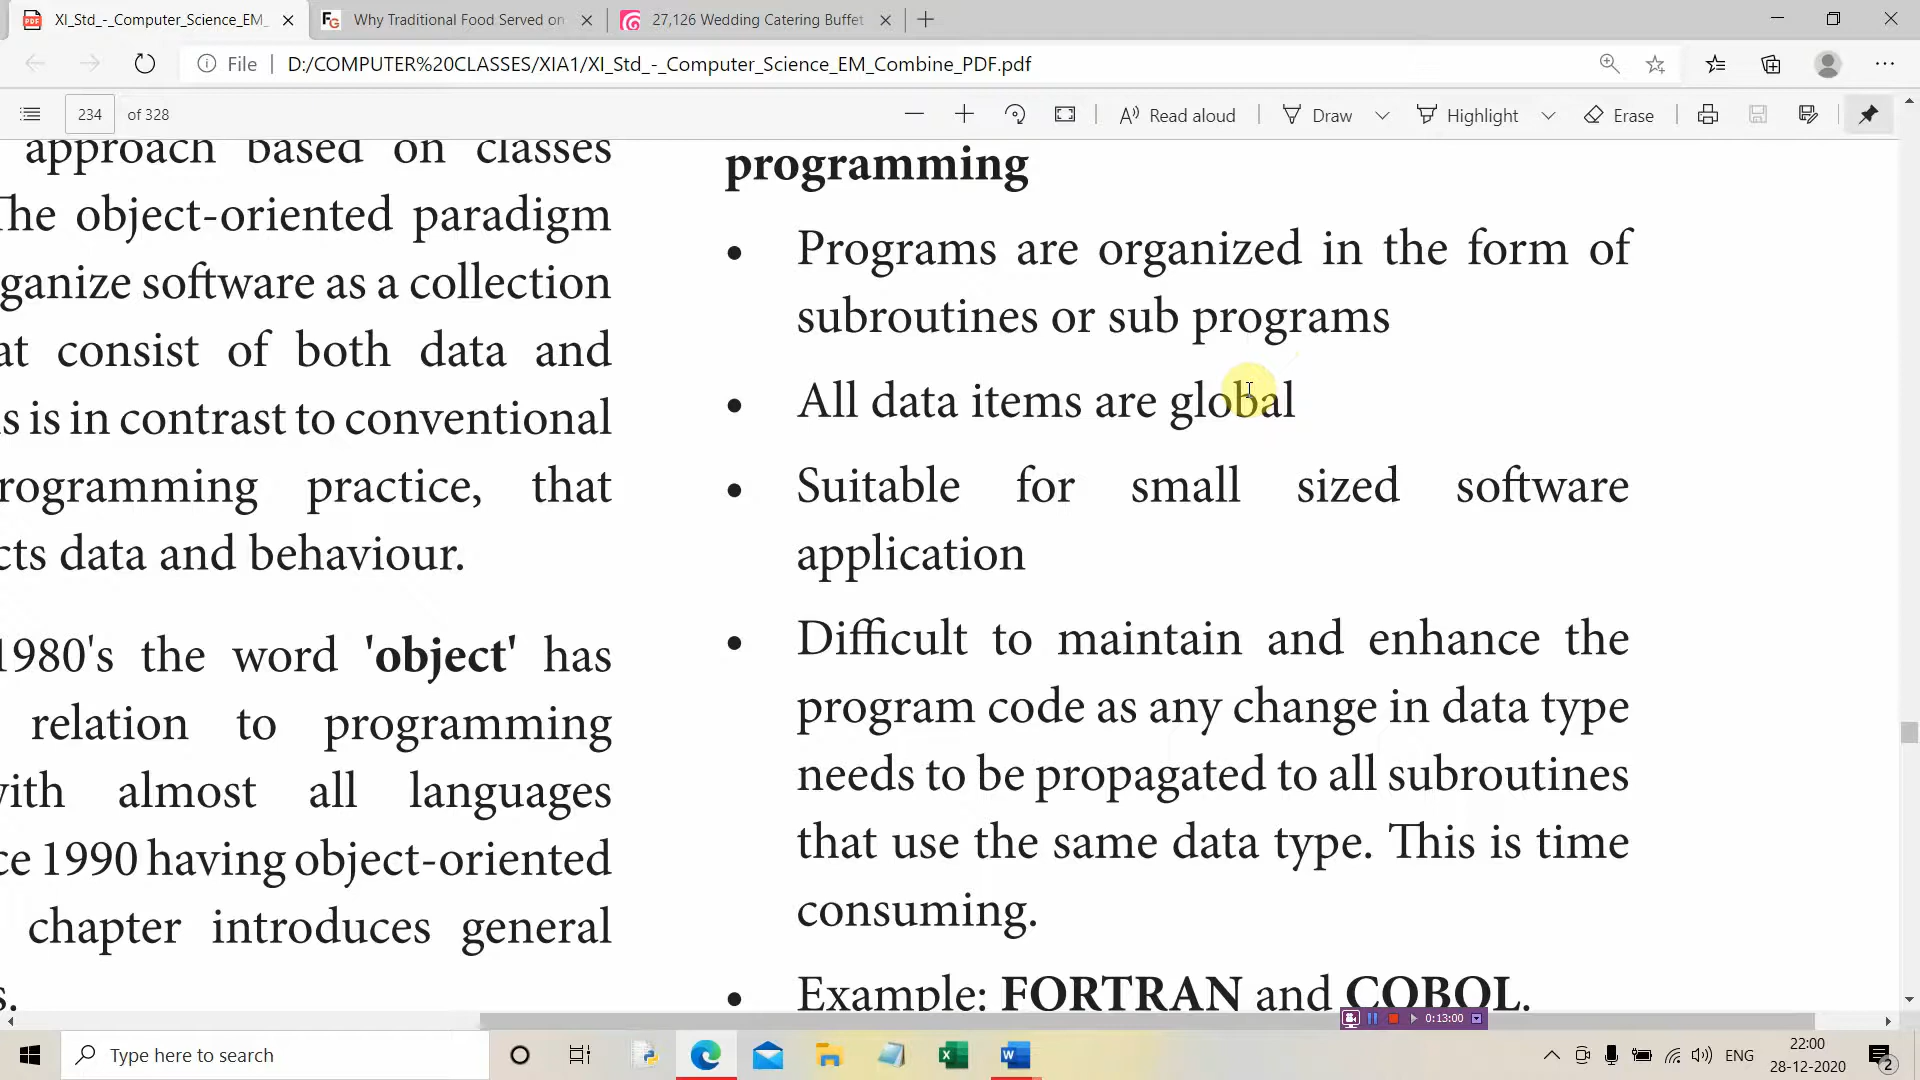 XI_Std_-_Computer_Science_EM_
Why Traditional Food Served on
27,126 Wedding Catering Buffet
File
D:/COMPUTER%20CLASSES/XIA1/XI_Std_-_Computer_Science_EM_Combine_PDF.pdf
234 of 328
Read aloud
Draw
Highlight
Erase
approach based on classes
The object-oriented paradigm
ganize software as a collection
at consist of both data and
s is in contrast to conventional
rogramming practice, that
cts data and behaviour.
1980's the word 'object' has
relation to programming
with almost all languages
ce 1990 having object-oriented
chapter introduces general
s.
programming
• Programs are organized in the form of
subroutines or sub programs
• All data items are global
• Suitable for small sized software
application
• Difficult to maintain and enhance the
program code as any change in data type
needs to be propagated to all subroutines
that use the same data type. This is time
consuming.
• Example: FORTRAN and COBOL.
0:13:00
Type here to search
ENG
22:00
28-12-2020
2